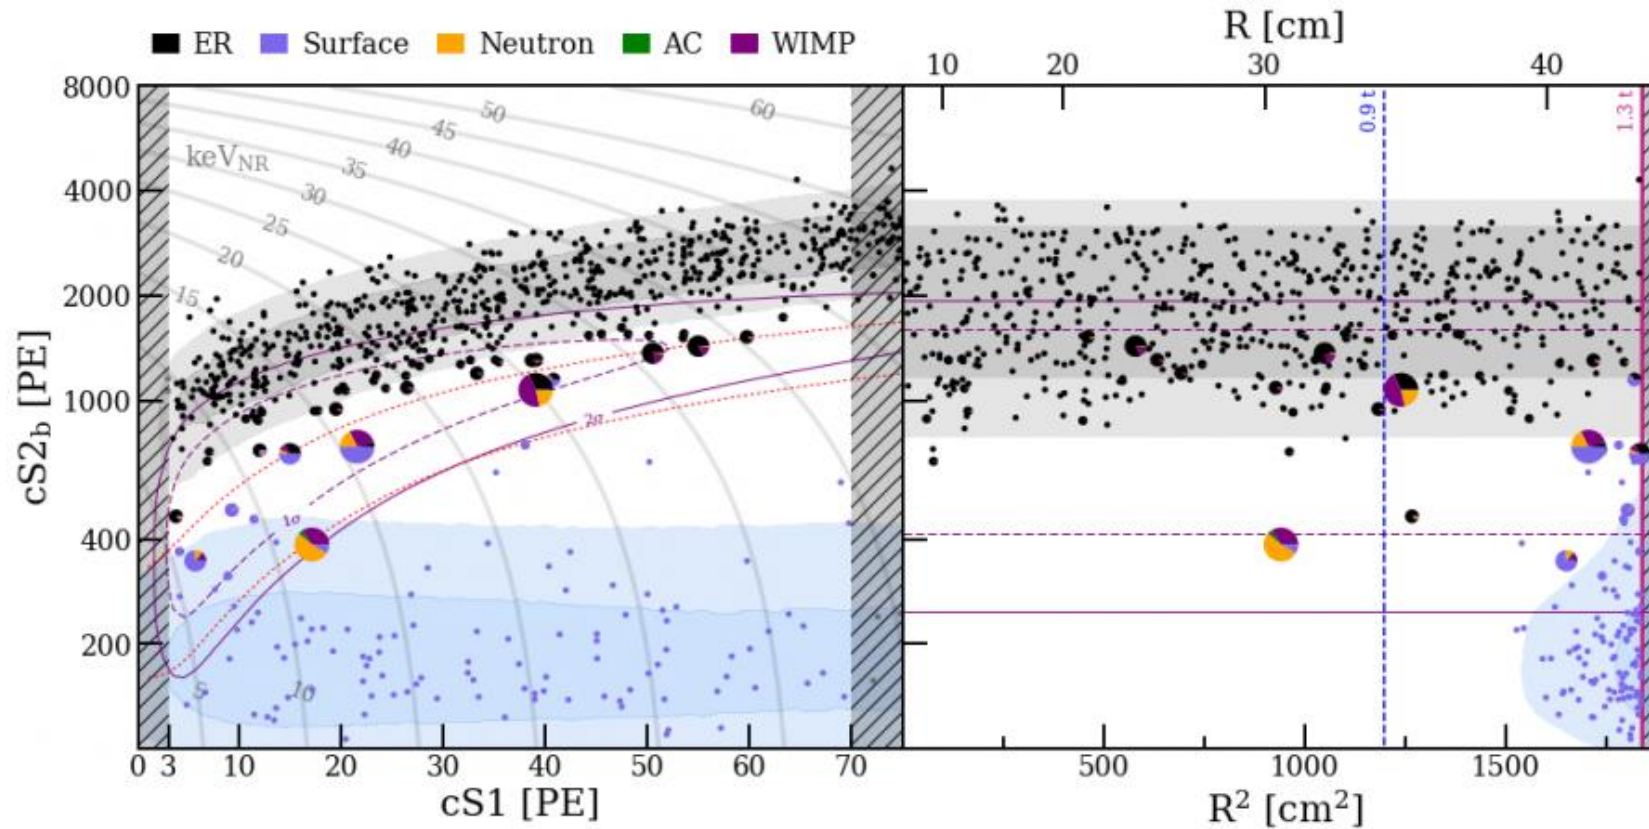 ER Surface Neutron AC WIMP
R [cm]
10 20 30 40
8000
4000
2000
1000
400
200
cS2b [PE]
keVNR
50
60
45
40
35
30
25
20
15
5
10
1σ
2σ
0.9 t
1.3 t
0 3 10 20 30 40 50 60 70
cS1 [PE]
500 1000 1500
R² [cm²]